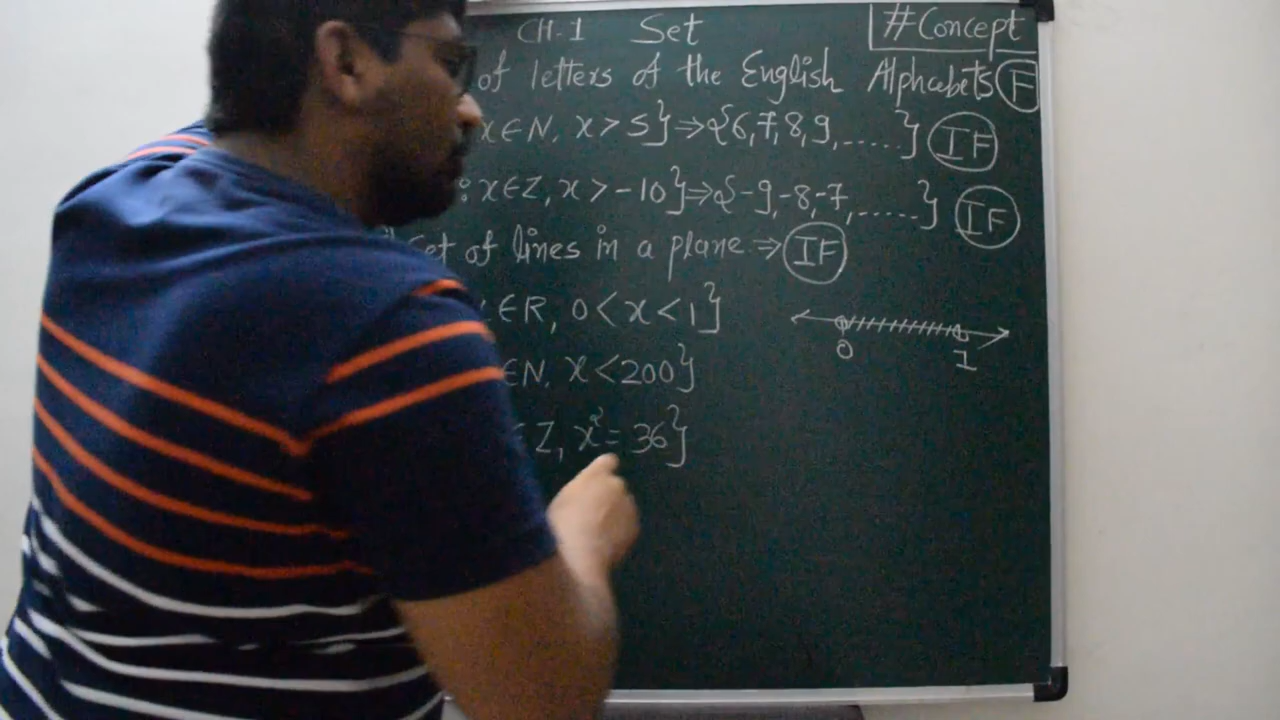 CH-1 Set #Concept
of letters of the English Alphabets F
x∈N, x > 5} ⇒ {6,7,8,9,......} IF
: x∈Z, x > -10} ⇒ {-9,-8,-7,......} IF
Set of lines in a plane ⇒ IF
∈R, 0 < x < 1}
0 1
∈N, x < 200}
∈ Z, x² = 36}